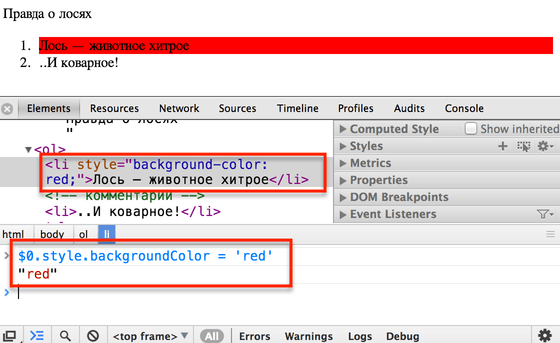 Правда о лосях
1. Лось — животное хитрое
2. ..И коварное!
Elements Resources Network Sources Timeline Profiles Audits Console
Правда о лосях
"
▼<ol>
<li style="background-color:
red;">Лось — животное хитрое</li>
<!-- комментарий -->
<li>..И коварное!</li>
▶ Computed Style Show inherited
▶ Styles
▶ Metrics
▶ Properties
▶ DOM Breakpoints
▶ Event Listeners
html body ol li
> $0.style.backgroundColor = 'red'
"red"
>
<top frame> ▼ All Errors Warnings Logs Debug